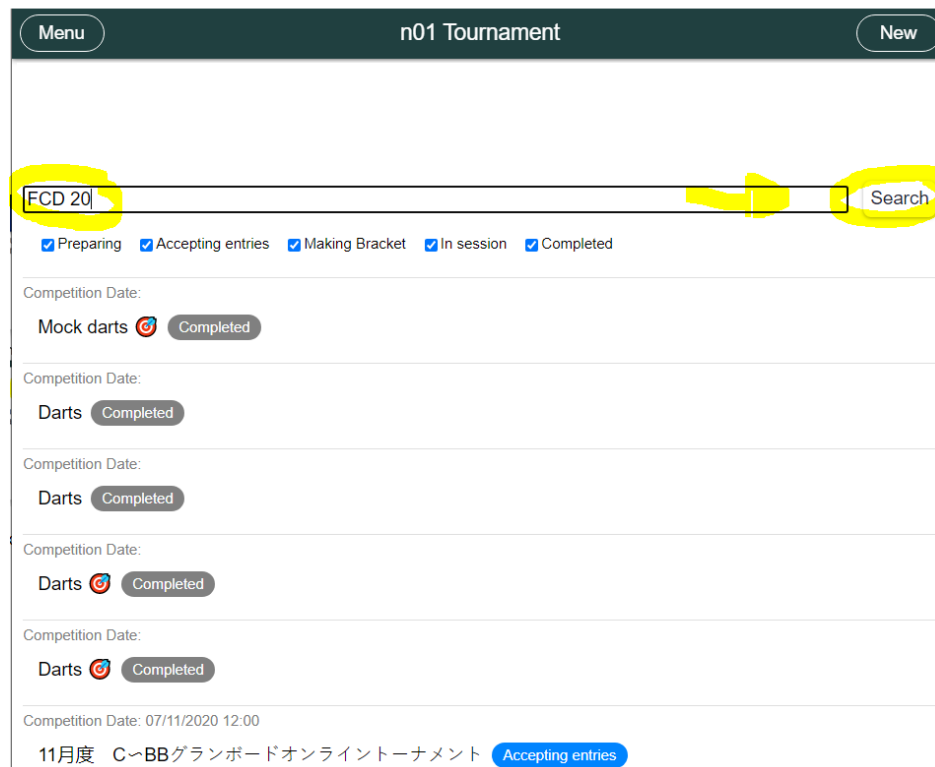 Menu n01 Tournament New
FCD 20 Search
Preparing Accepting entries Making Bracket In session Completed
Competition Date:
Mock darts 🎯 Completed
Competition Date:
Darts Completed
Competition Date:
Darts Completed
Competition Date:
Darts 🎯 Completed
Competition Date:
Darts 🎯 Completed
Competition Date: 07/11/2020 12:00
11月度　C〜BBグランボードオンライントーナメント Accepting entries